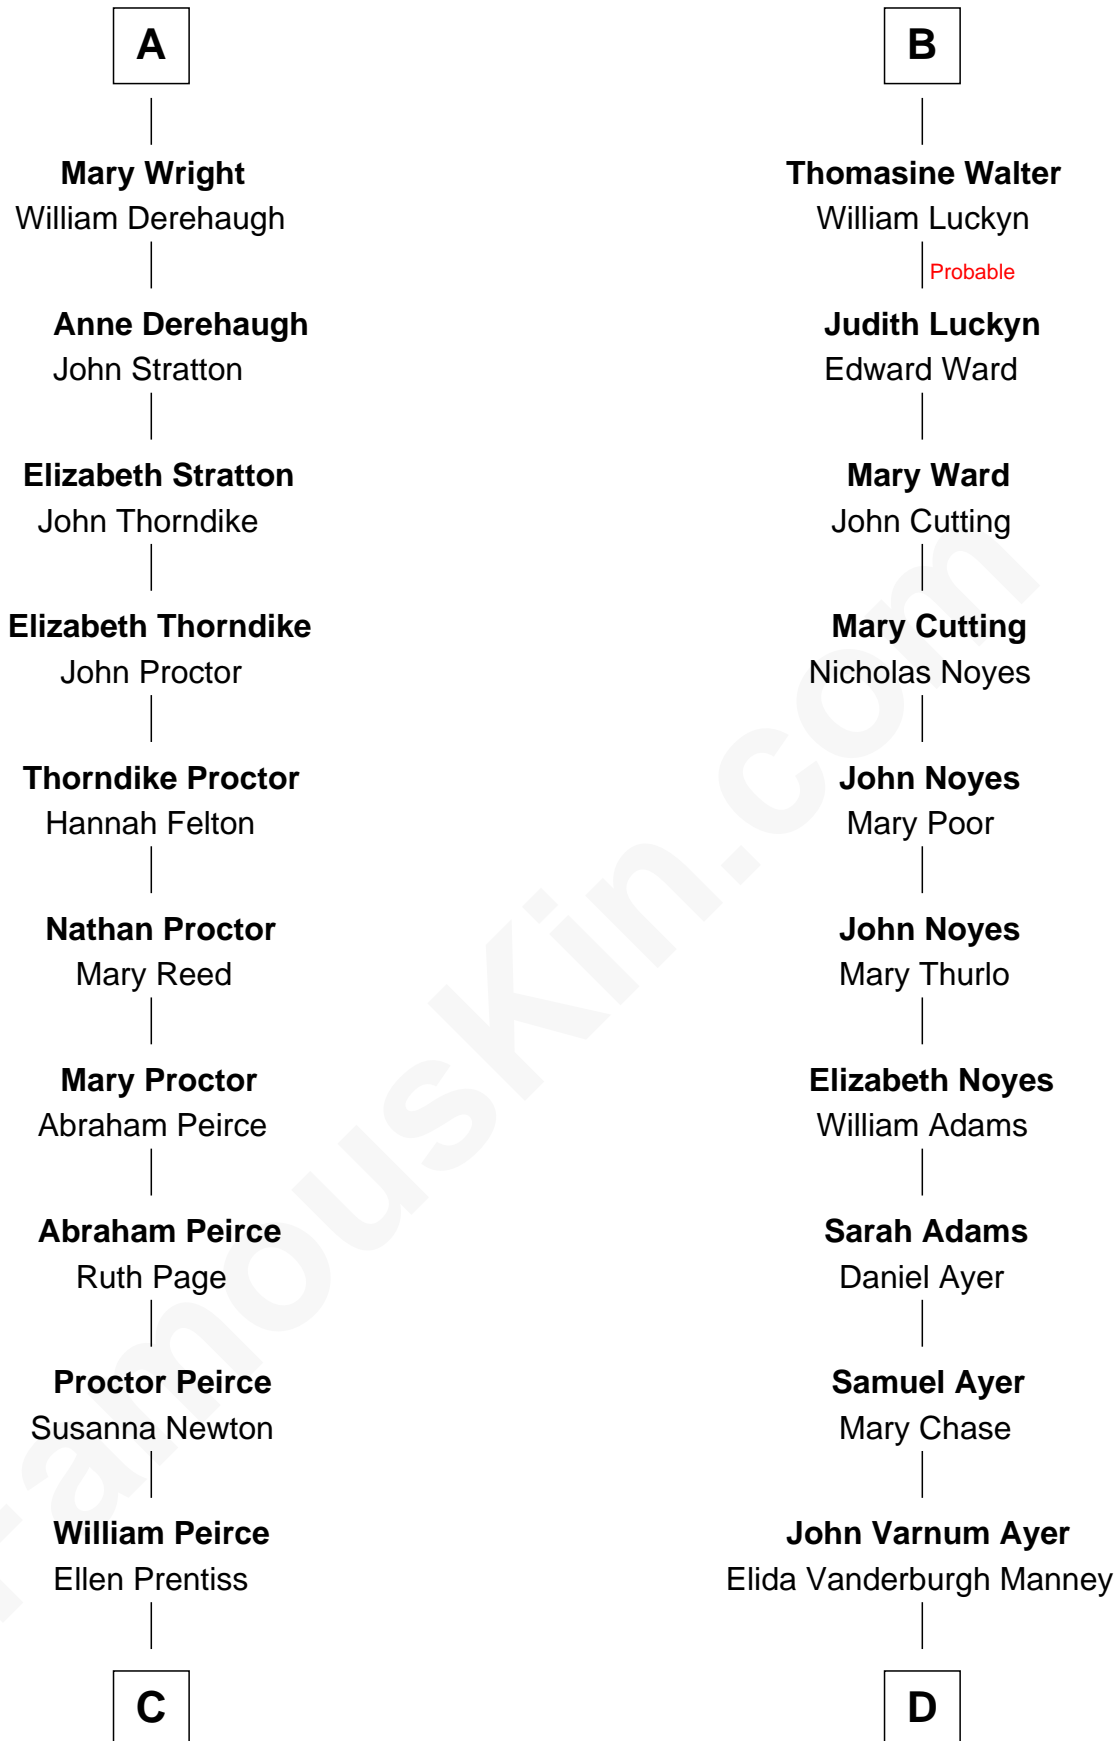 A
Mary Wright
William Derehaugh
Anne Derehaugh
John Stratton
Elizabeth Stratton
John Thorndike
Elizabeth Thorndike
John Proctor
Thorndike Proctor
Hannah Felton
Nathan Proctor
Mary Reed
Mary Proctor
Abraham Peirce
Abraham Peirce
Ruth Page
Proctor Peirce
Susanna Newton
William Peirce
Ellen Prentiss
C
B
Thomasine Walter
William Luckyn
Probable
Judith Luckyn
Edward Ward
Mary Ward
John Cutting
Mary Cutting
Nicholas Noyes
John Noyes
Mary Poor
John Noyes
Mary Thurlo
Elizabeth Noyes
William Adams
Sarah Adams
Daniel Ayer
Samuel Ayer
Mary Chase
John Varnum Ayer
Elida Vanderburgh Manney
D
FamousKin.com